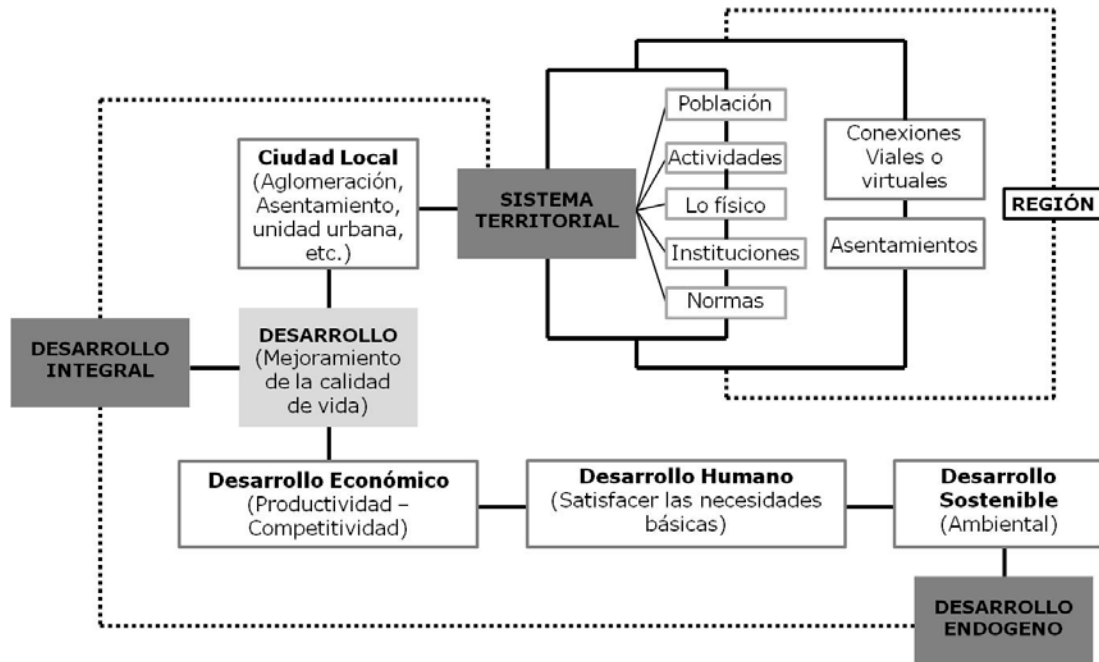 Población
Actividades
Lo físico
Instituciones
Normas
Conexiones
Viales o
virtuales
Asentamientos
REGIÓN
Ciudad Local
(Aglomeración,
Asentamiento,
unidad urbana,
etc.)
SISTEMA
TERRITORIAL
DESARROLLO
INTEGRAL
DESARROLLO
(Mejoramiento
de la calidad
de vida)
Desarrollo Económico
(Productividad –
Competitividad)
Desarrollo Humano
(Satisfacer las necesidades
básicas)
Desarrollo
Sostenible
(Ambiental)
DESARROLLO
ENDOGENO